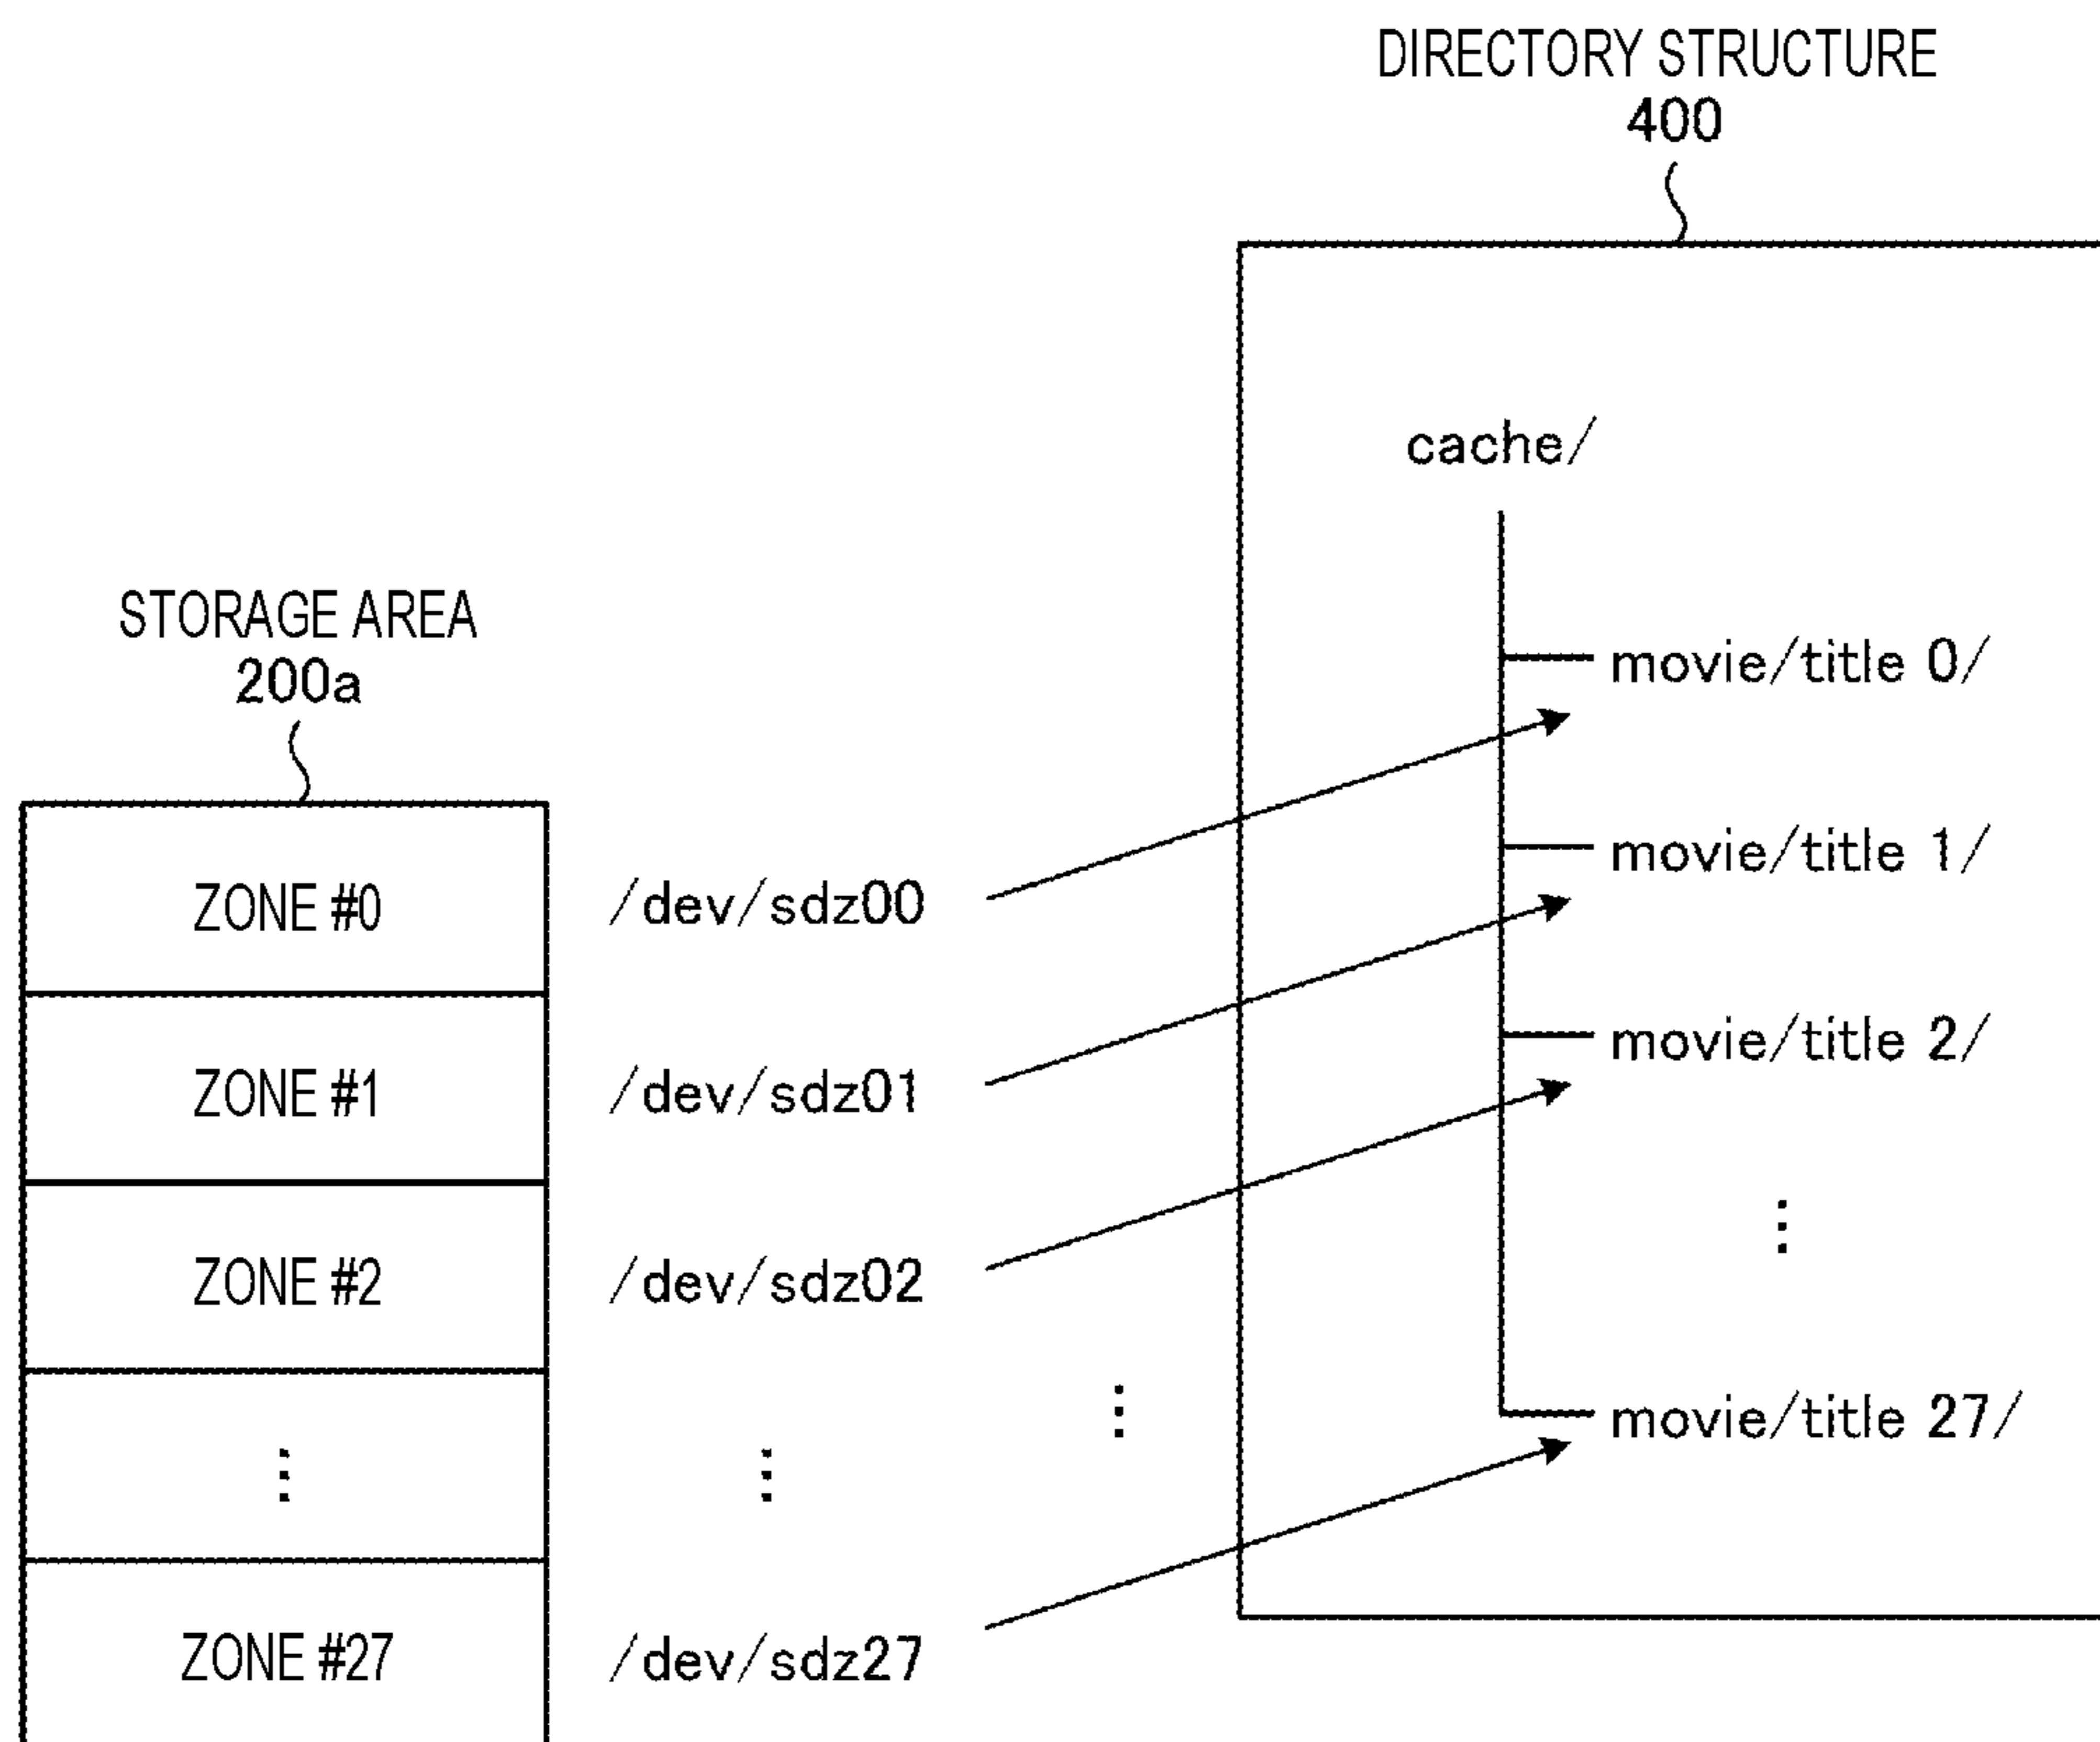 DIRECTORY STRUCTURE
400
cache/
movie/title 0/
movie/title 1/
movie/title 2/
⋮
movie/title 27/
STORAGE AREA
200a
ZONE #0 /dev/sdz00
ZONE #1 /dev/sdz01
ZONE #2 /dev/sdz02
⋮ ⋮ ⋮
ZONE #27 /dev/sdz27